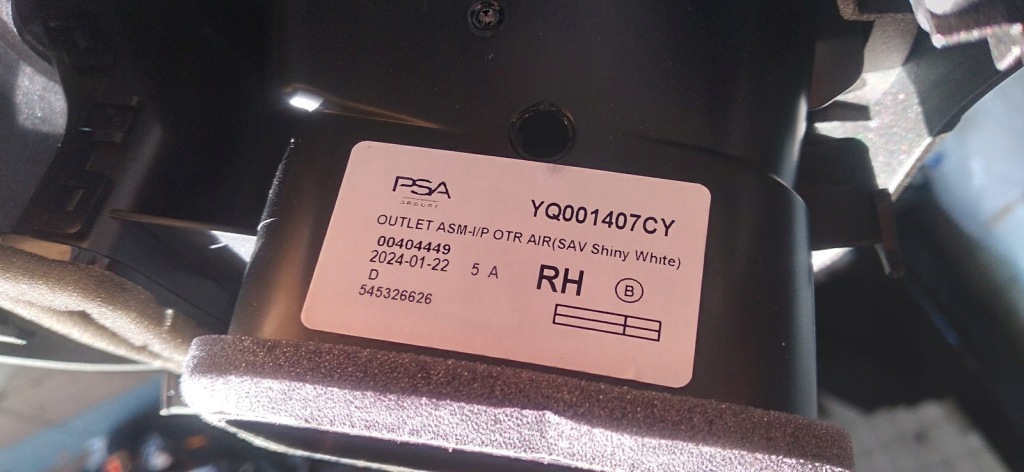 PSA
GROUPE
YQ001407CY
OUTLET ASM-I/P OTR AIR(SAV Shiny White)
00404449
2024-01-22 5 A
RH B
D
545326626